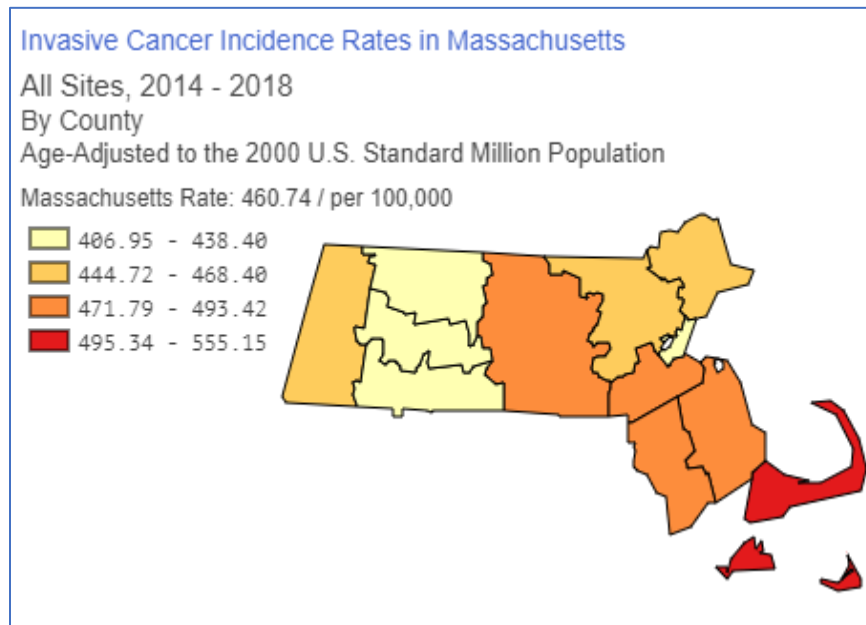 Invasive Cancer Incidence Rates in Massachusetts
All Sites, 2014 - 2018
By County
Age-Adjusted to the 2000 U.S. Standard Million Population
Massachusetts Rate: 460.74 / per 100,000
406.95 - 438.40
444.72 - 468.40
471.79 - 493.42
495.34 - 555.15